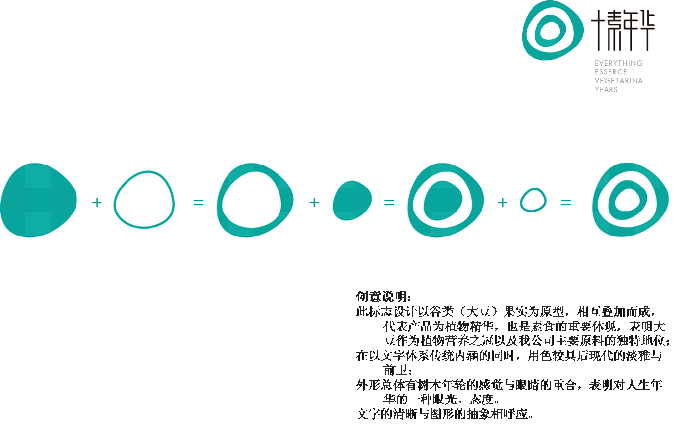 十素年华
EVERYTHING
ESSERCE
VEGETARINA
YEARS
+ = + = + =
创意说明：
此标志设计以谷类（大豆）果实为原型，相互叠加而成，
代表产品为植物精华，也是素食的重要体现，表明大
豆作为植物营养之冠以及我公司主要原料的独特地位；
在以文字体系传统内涵的同时，用色较具后现代的淡雅与
前卫；
外形总体有树木年轮的感觉与眼睛的重合，表明对人生年
华的一种眼光、态度。
文字的清晰与图形的抽象相呼应。